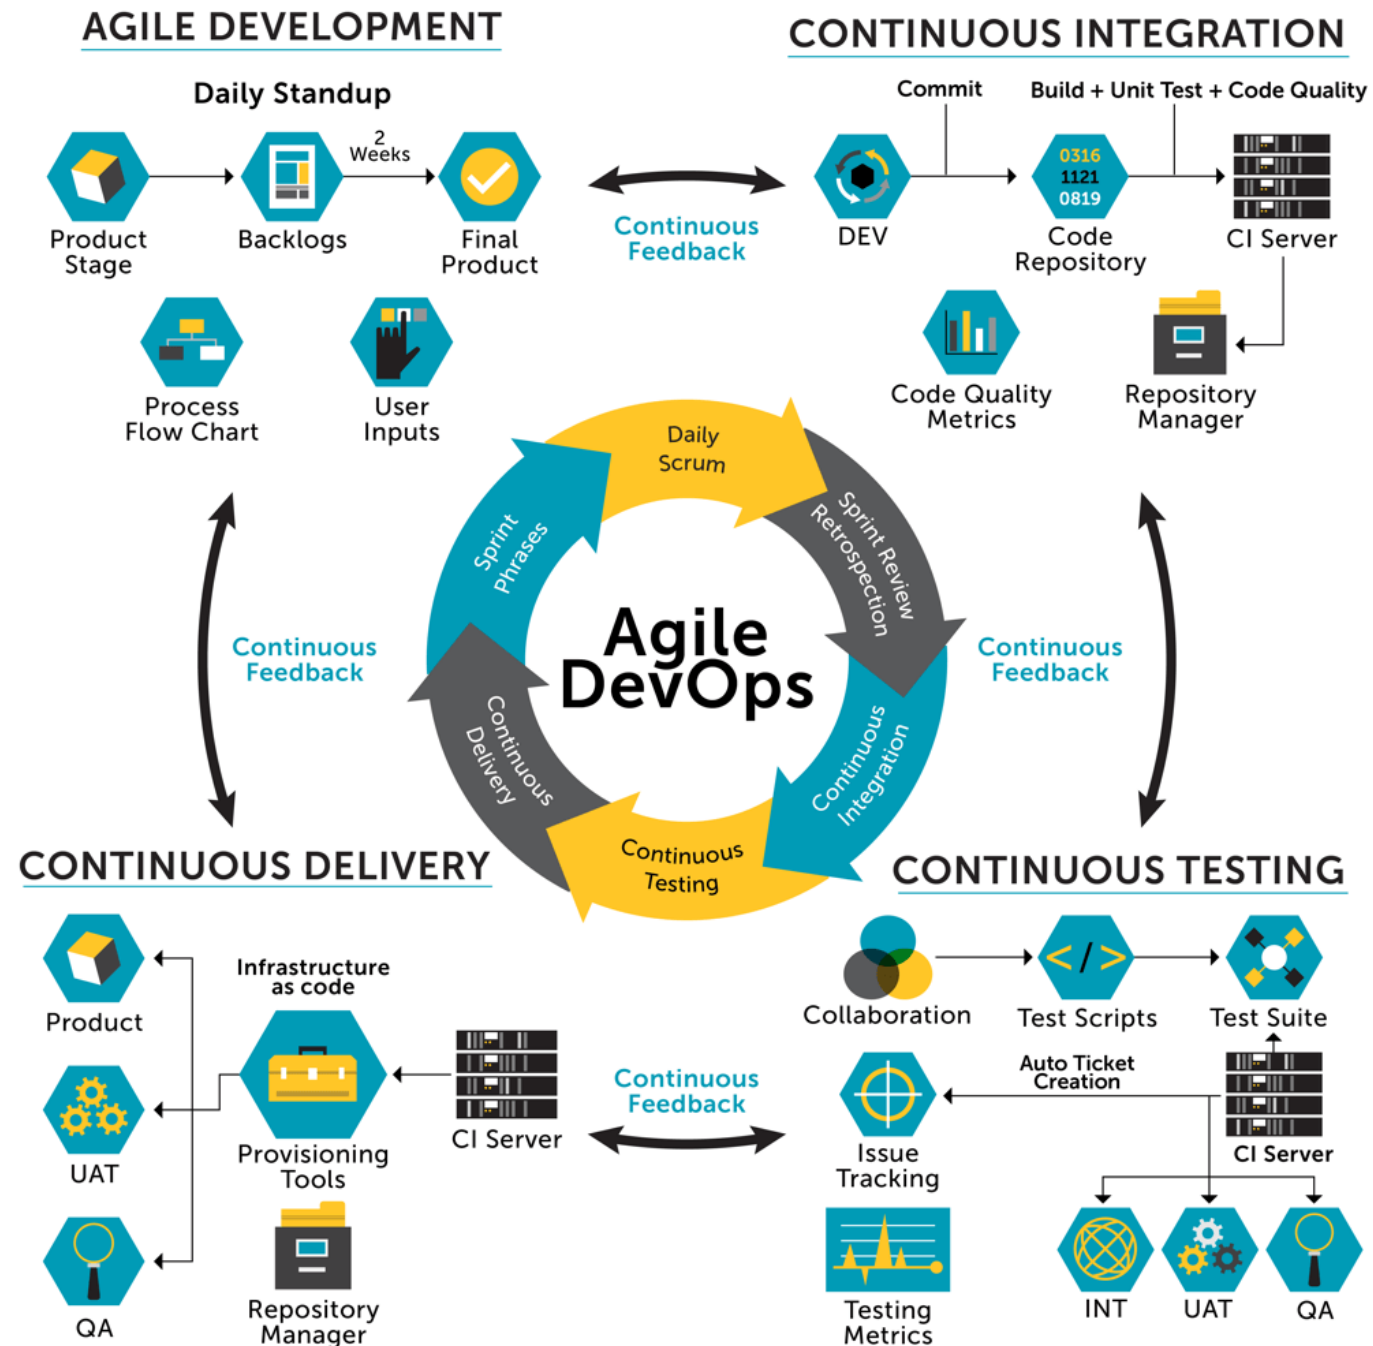 AGILE DEVELOPMENT
Daily Standup
2
Weeks
Product
Stage
Backlogs
Final
Product
Process
Flow Chart
User
Inputs
Continuous
Feedback
CONTINUOUS INTEGRATION
Commit
Build + Unit Test + Code Quality
0316
1121
0819
DEV
Code
Repository
CI Server
Code Quality
Metrics
Repository
Manager
Daily
Scrum
Sprint Review
Retrospection
Continuous
Integration
Continuous
Testing
Continuous
Delivery
Sprint
Phrases
Agile
DevOps
Continuous
Feedback
Continuous
Feedback
CONTINUOUS DELIVERY
Product
UAT
QA
Infrastructure
as code
Provisioning
Tools
Repository
Manager
CI Server
Continuous
Feedback
CONTINUOUS TESTING
Collaboration
Test Scripts
</>
Test Suite
Auto Ticket
Creation
CI Server
Issue
Tracking
Testing
Metrics
INT
UAT
QA